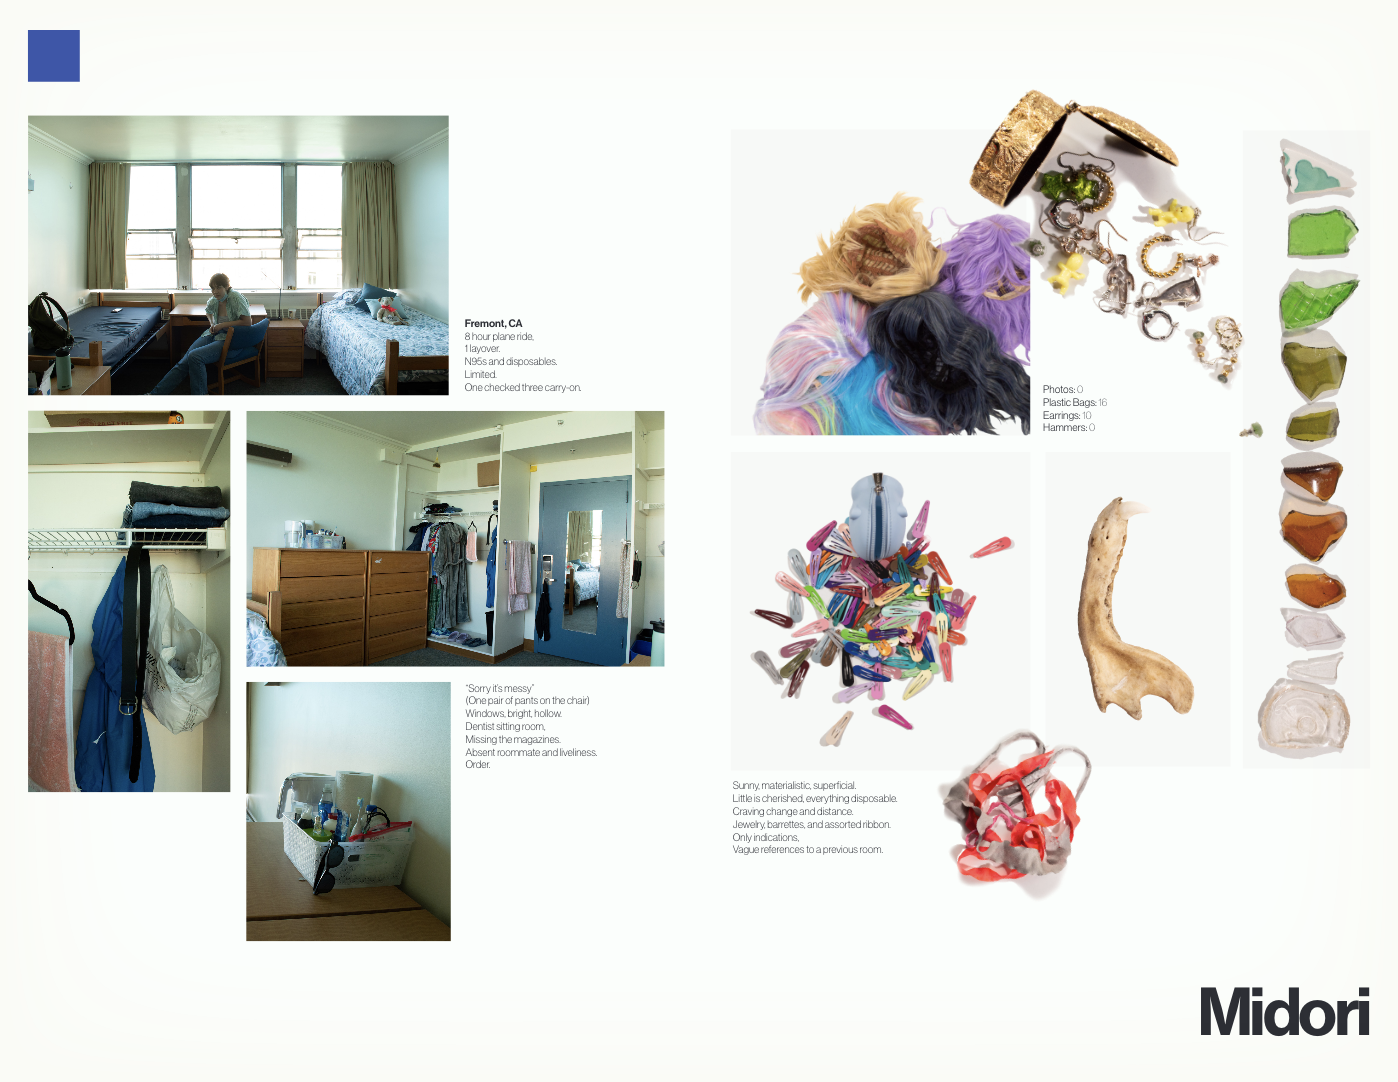 Fremont, CA
8 hour plane ride,
1 layover.
N95s and disposables.
Limited.
One checked three carry-on.
"Sorry it's messy"
(One pair of pants on the chair)
Windows, bright, hollow.
Dentist sitting room,
Missing the magazines.
Absent roommate and liveliness.
Order.
Photos: 0
Plastic Bags: 16
Earrings: 10
Hammers: 0
Sunny, materialistic, superficial.
Little is cherished, everything disposable.
Craving change and distance.
Jewelry, barrettes, and assorted ribbon.
Only indications,
Vague references to a previous room.
Midori